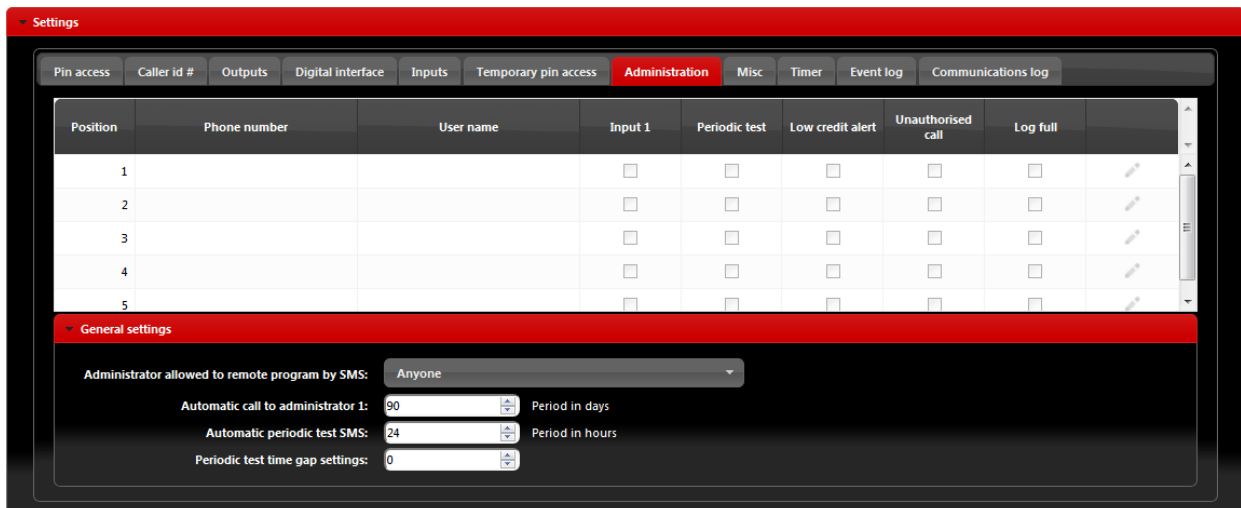 Settings
Pin access Caller id # Outputs Digital interface Inputs Temporary pin access Administration Misc Timer Event log Communications log
Position Phone number User name Input 1 Periodic test Low credit alert Unauthorised call Log full
1
2
3
4
5
General settings
Administrator allowed to remote program by SMS: Anyone
Automatic call to administrator 1: 90 Period in days
Automatic periodic test SMS: 24 Period in hours
Periodic test time gap settings: 0